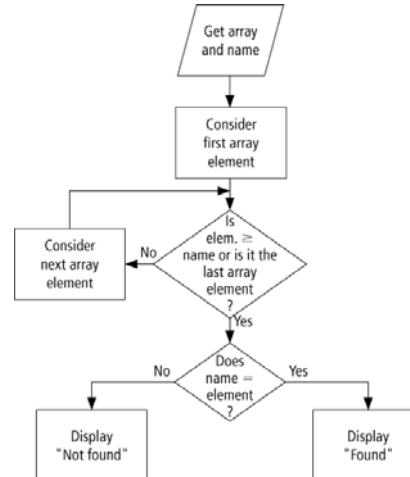 Get array
and name
Consider
first array
element
Is
elem. ≥
name or is it the
last array
element
?
No
Consider
next array
element
Yes
Does
name =
element
?
No
Yes
Display
"Not found"
Display
"Found"